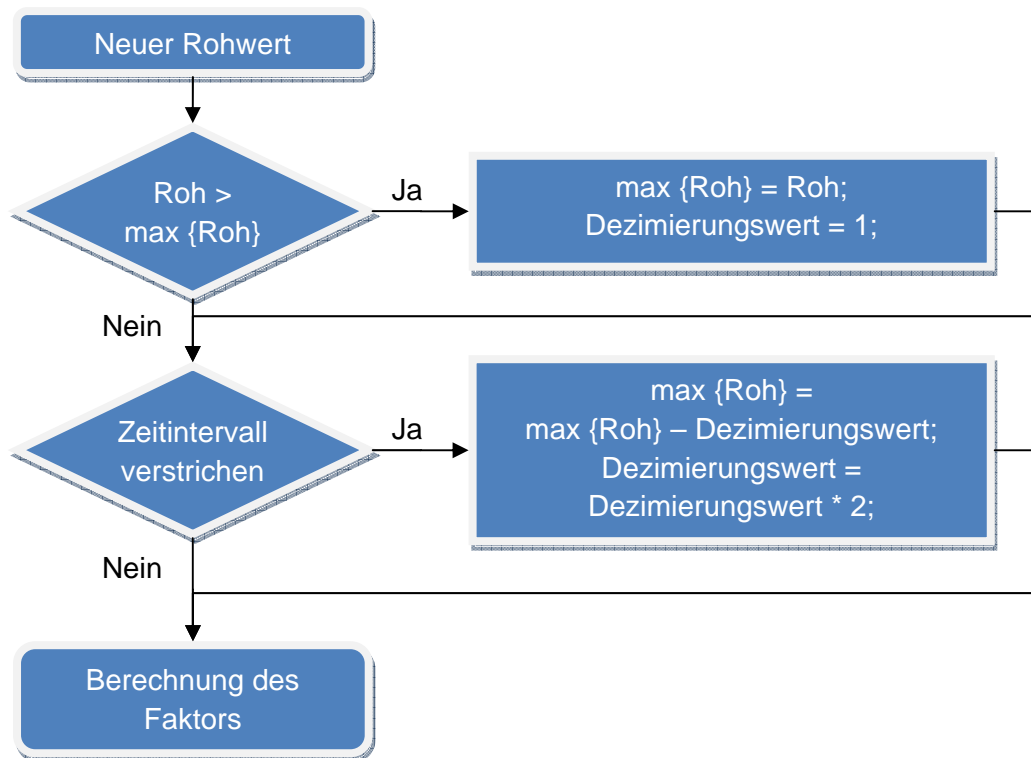 Neuer Rohwert
Roh >
max {Roh}
Ja
max {Roh} = Roh;
Dezimierungswert = 1;
Nein
Zeitintervall
verstrichen
Ja
max {Roh} =
max {Roh} – Dezimierungswert;
Dezimierungswert =
Dezimierungswert * 2;
Nein
Berechnung des
Faktors